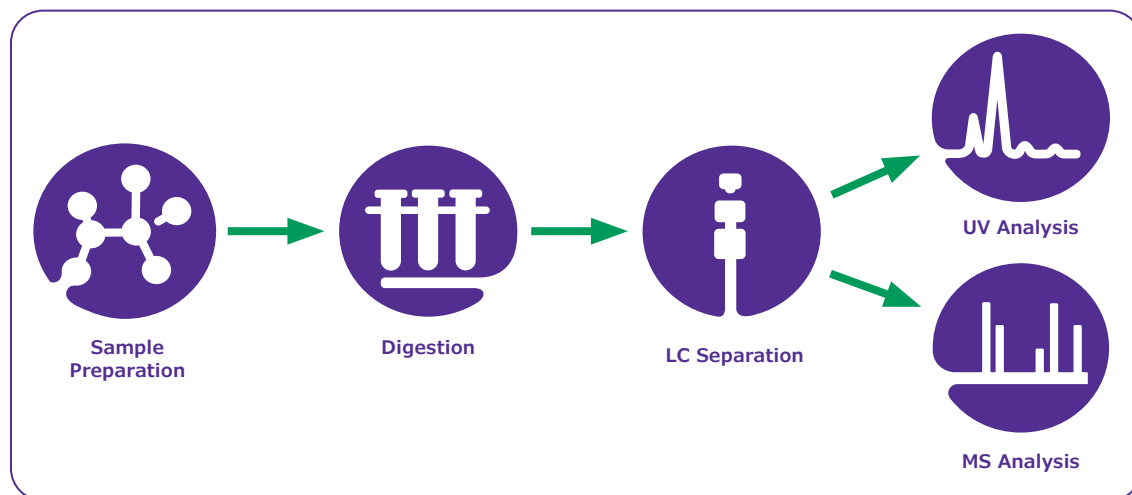 Sample
Preparation
Digestion
LC Separation
UV Analysis
MS Analysis